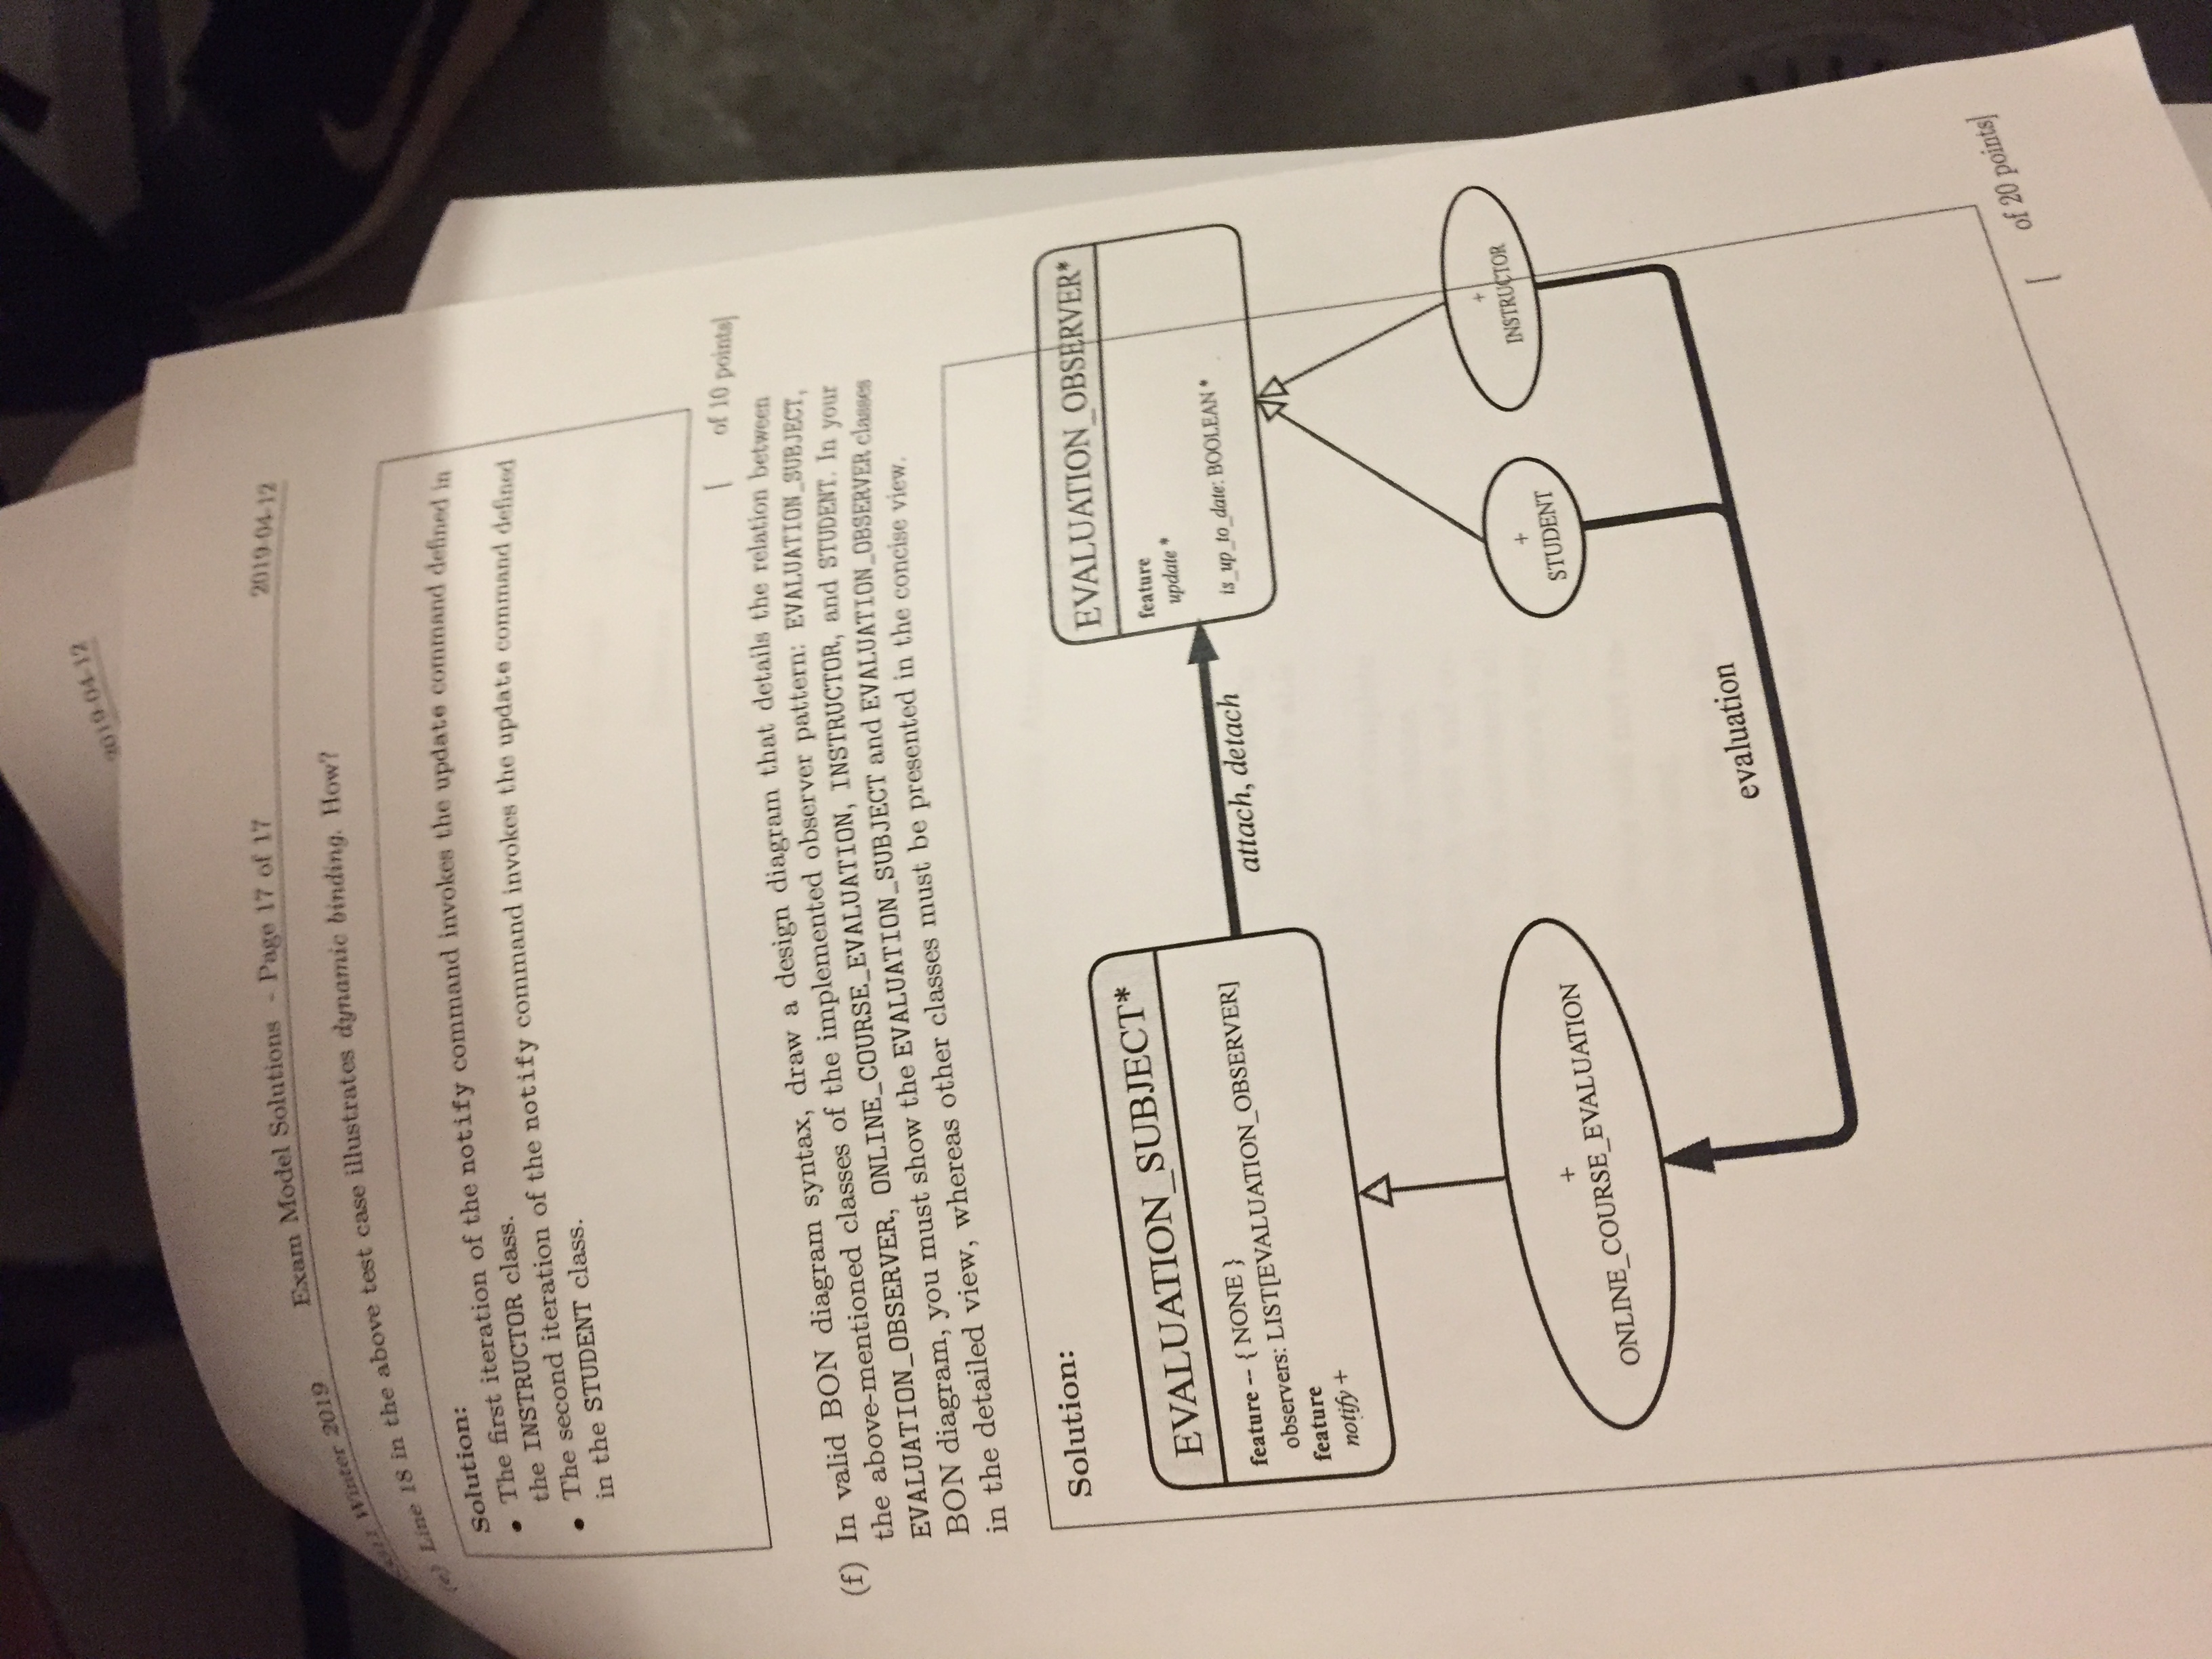 2019-04-12
Winter 2019 Exam Model Solutions - Page 17 of 17 2019-04-12
(e) Line 18 in the above test case illustrates dynamic binding. How?
Solution:
• The first iteration of the notify command invokes the update command defined in
the INSTRUCTOR class.
• The second iteration of the notify command invokes the update command defined
in the STUDENT class.
[ of 10 points]
(f) In valid BON diagram syntax, draw a design diagram that details the relation between
the above-mentioned classes of the implemented observer pattern: EVALUATION_SUBJECT,
EVALUATION_OBSERVER, ONLINE_COURSE_EVALUATION, INSTRUCTOR, and STUDENT. In your
BON diagram, you must show the EVALUATION_SUBJECT and EVALUATION_OBSERVER classes
in the detailed view, whereas other classes must be presented in the concise view.
Solution:
EVALUATION_SUBJECT*
feature -- { NONE }
observers: LIST[EVALUATION_OBSERVER]
feature
notify +
attach, detach
EVALUATION_OBSERVER*
feature
update *
is_up_to_date: BOOLEAN *
+
ONLINE_COURSE_EVALUATION
+
STUDENT
+
INSTRUCTOR
evaluation
[ of 20 points]